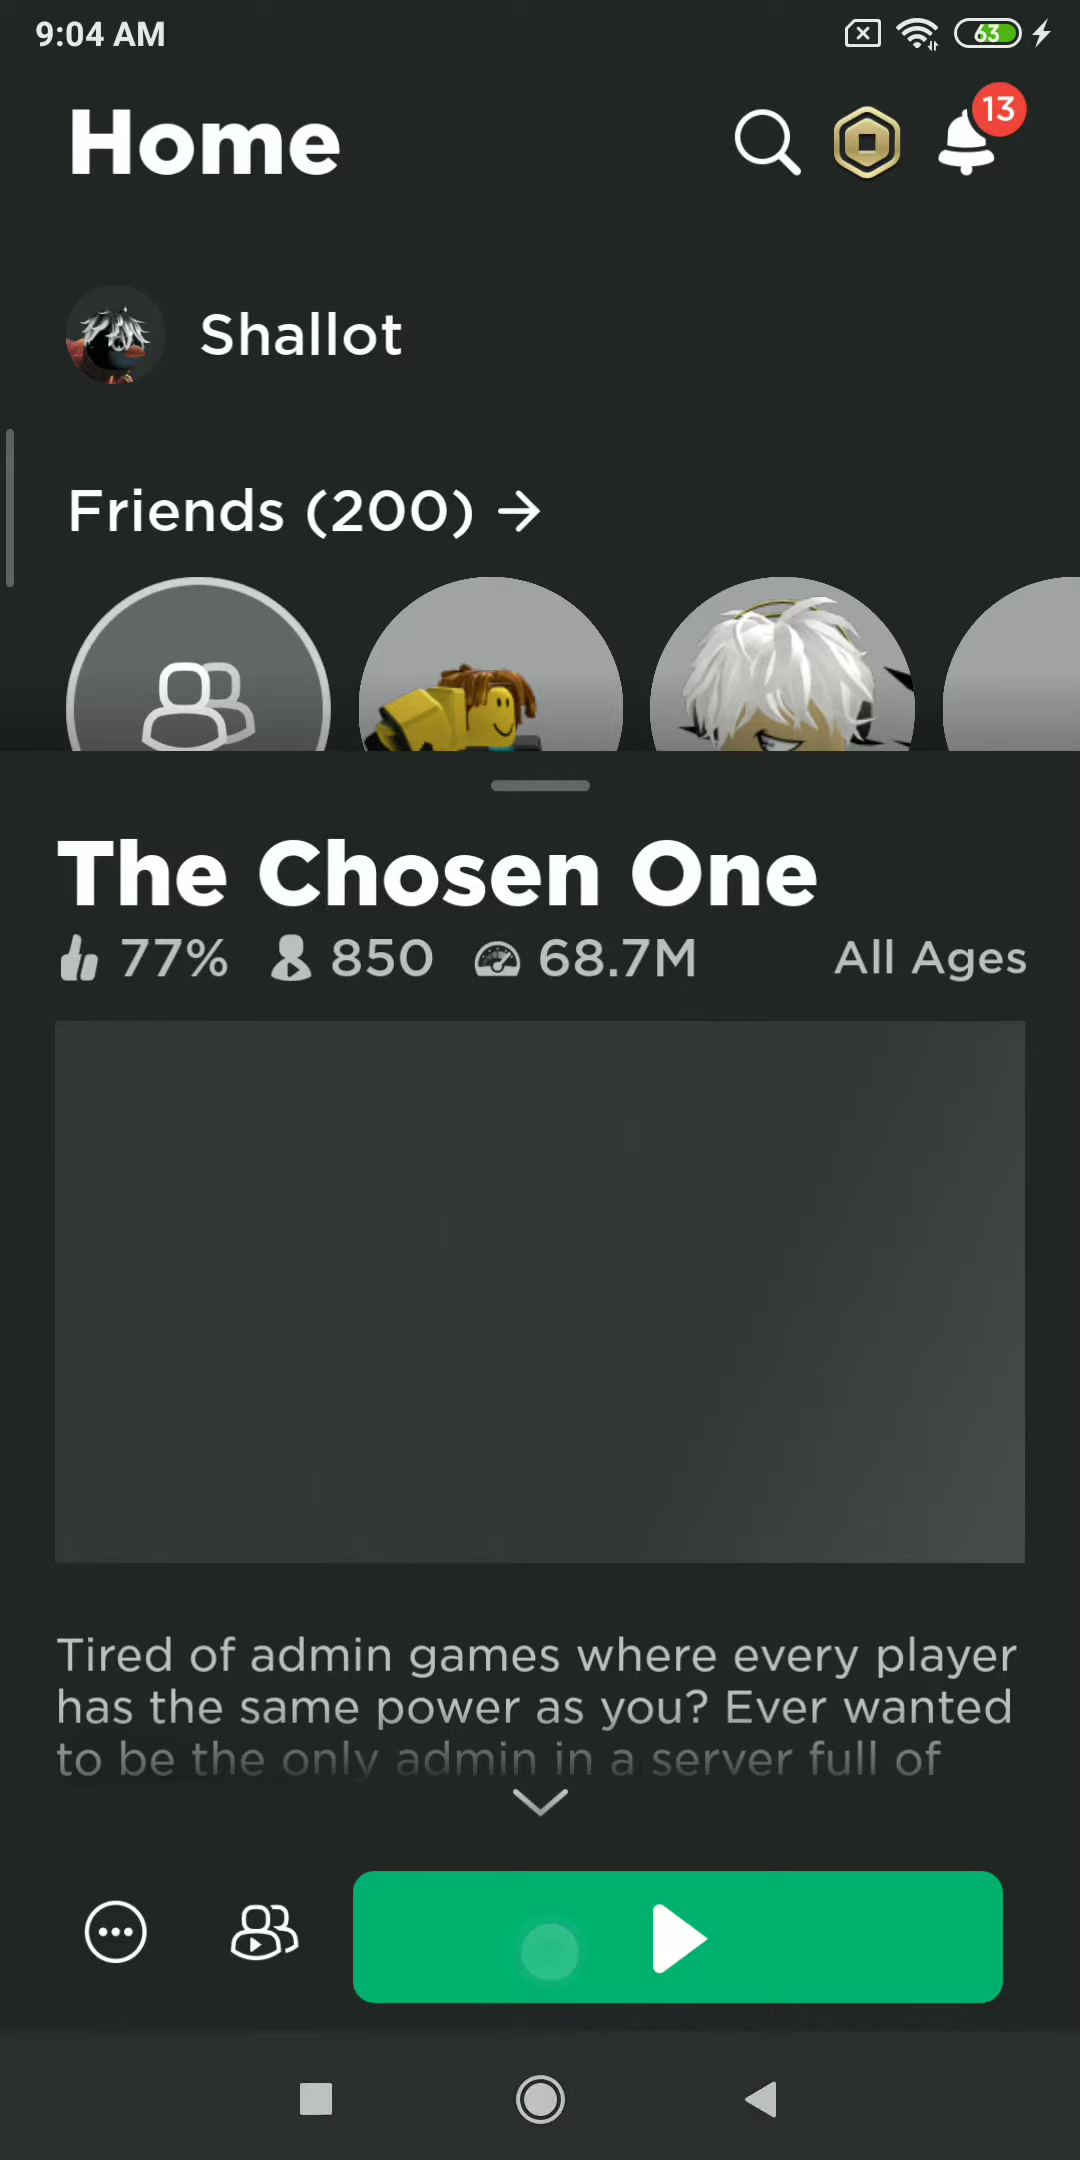 9:04 AM
63
Home
13
Shallot
Friends (200) →
The Chosen One
77% 850 68.7M All Ages
Tired of admin games where every player
has the same power as you? Ever wanted
to be the only admin in a server full of